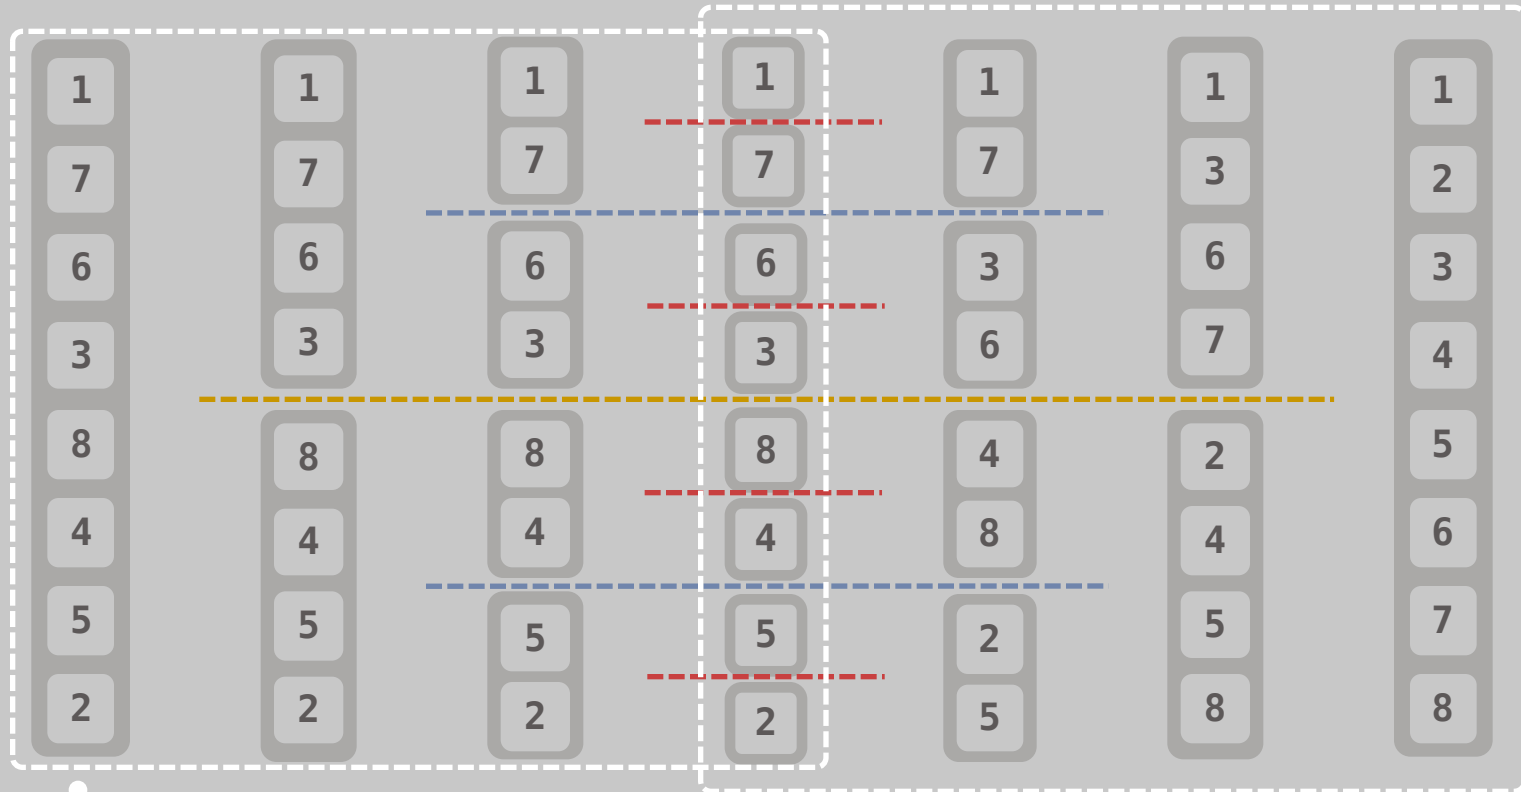 1 1 1 1 1 1 1
7 7 7 7 7 3 2
6 6 6 6 3 6 3
3 3 3 3 6 7 4
8 8 8 8 4 2 5
4 4 4 4 8 4 6
5 5 5 5 2 5 7
2 2 2 2 5 8 8